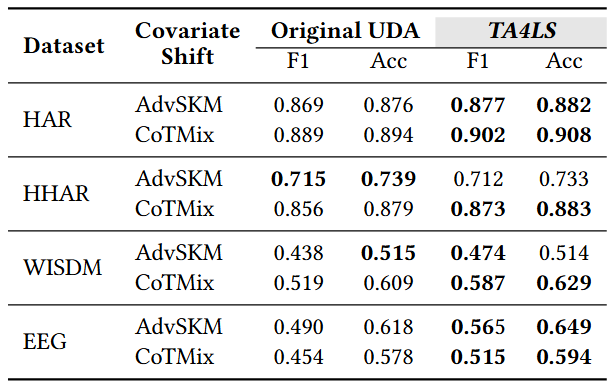 Dataset Covariate Shift Original UDA TA4LS
F1 Acc F1 Acc
HAR AdvSKM 0.869 0.876 0.877 0.882
CoTMix 0.889 0.894 0.902 0.908
HHAR AdvSKM 0.715 0.739 0.712 0.733
CoTMix 0.856 0.879 0.873 0.883
WISDM AdvSKM 0.438 0.515 0.474 0.514
CoTMix 0.519 0.609 0.587 0.629
EEG AdvSKM 0.490 0.618 0.565 0.649
CoTMix 0.454 0.578 0.515 0.594